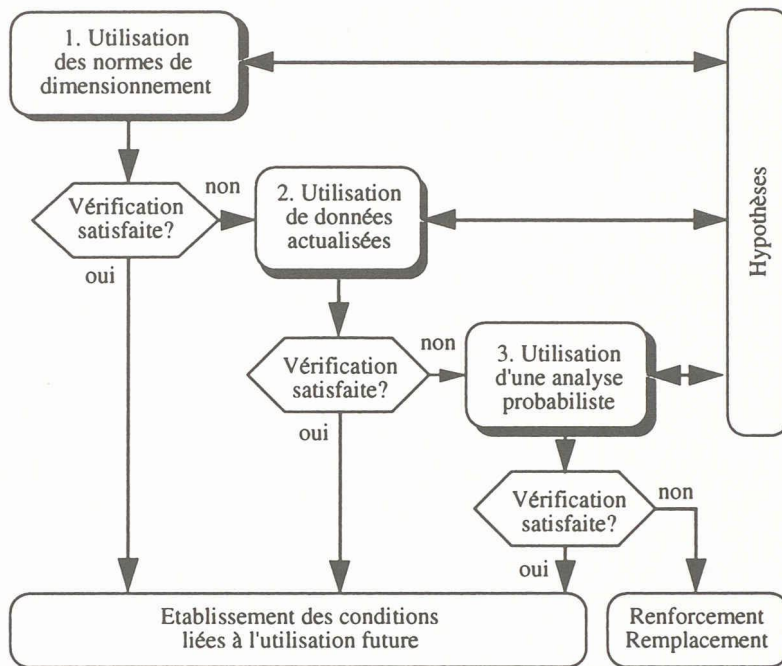 1. Utilisation
des normes de
dimensionnement
Vérification
satisfaite?
non
oui
2. Utilisation
de données
actualisées
Vérification
satisfaite?
non
oui
3. Utilisation
d'une analyse
probabiliste
Vérification
satisfaite?
non
oui
Hypothèses
Etablissement des conditions
liées à l'utilisation future
Renforcement
Remplacement